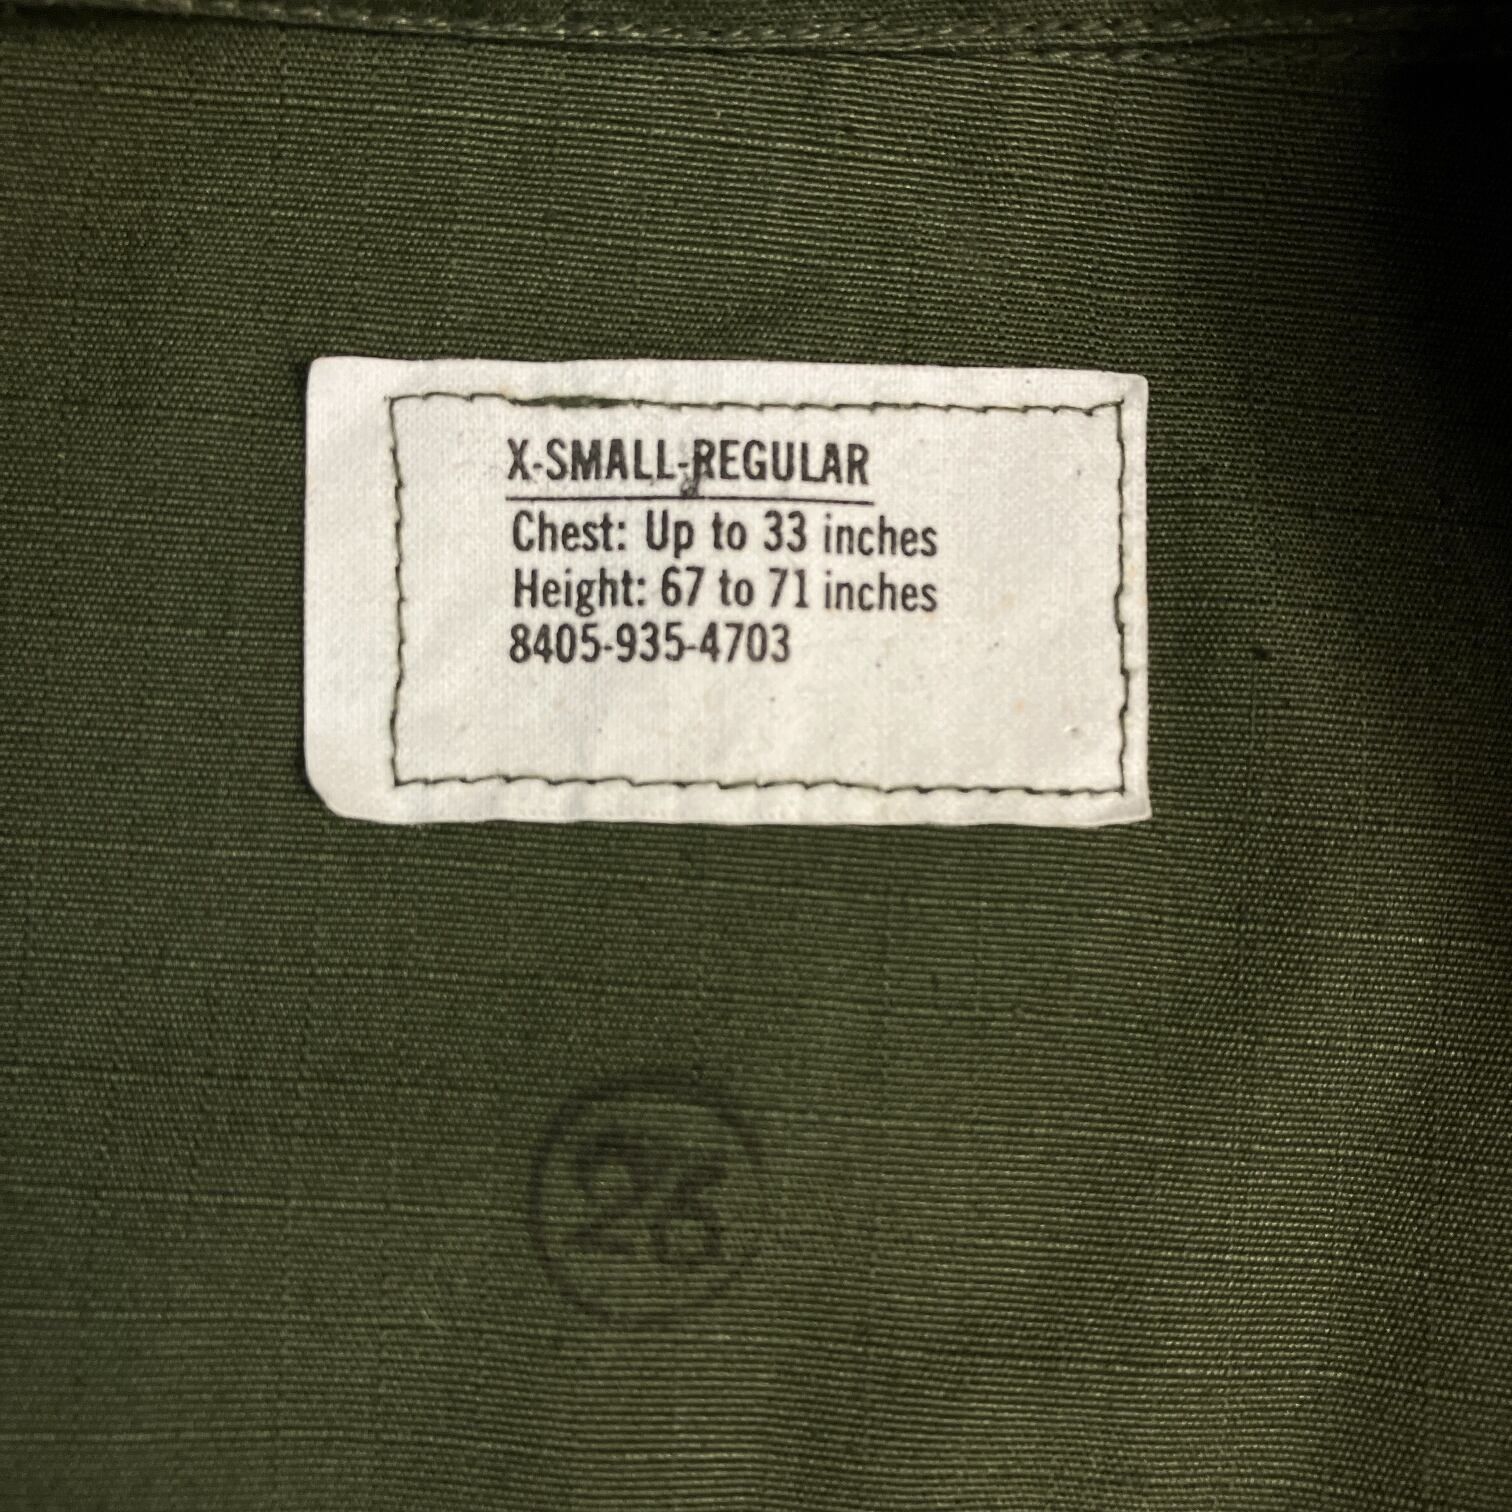 X-SMALL-REGULAR
Chest: Up to 33 inches
Height: 67 to 71 inches
8405-935-4703